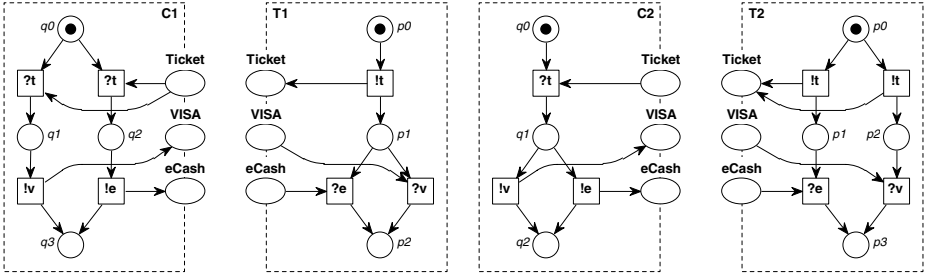 C1 T1 C2 T2
q0 p0 q0 p0
Ticket Ticket Ticket Ticket
?t ?t !t ?t !t !t
VISA VISA VISA VISA
q1 q2 p1 q1 p1 p2
eCash eCash eCash eCash
!v !e ?e ?v !v !e ?e ?v
q3 p2 q2 p3